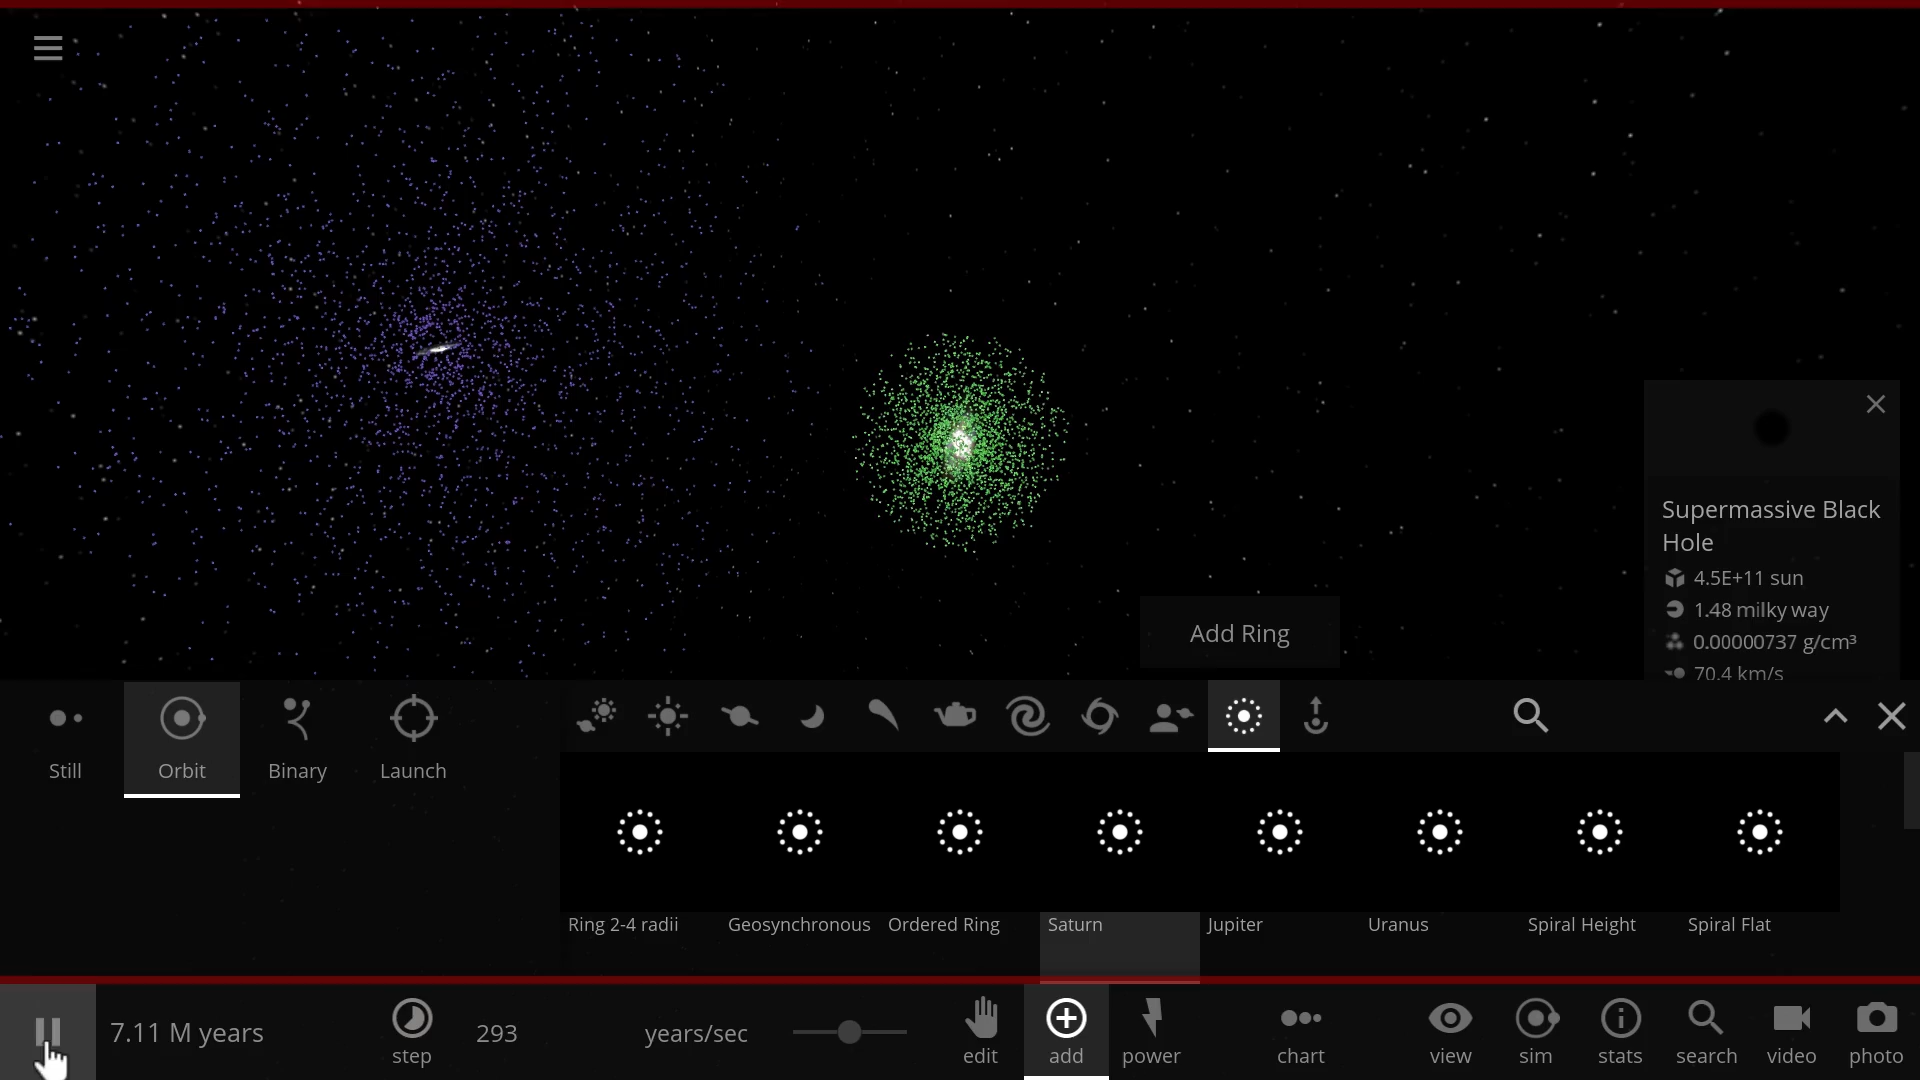 Supermassive Black
Hole
4.5E+11 sun
1.48 milky way
0.00000737 g/cm³
70.4 km/s
Add Ring
Still
Orbit
Binary
Launch
Ring 2-4 radii
Geosynchronous
Ordered Ring
Saturn
Jupiter
Uranus
Spiral Height
Spiral Flat
7.11 M years
step
293
years/sec
edit
add
power
chart
view
sim
stats
search
video
photo